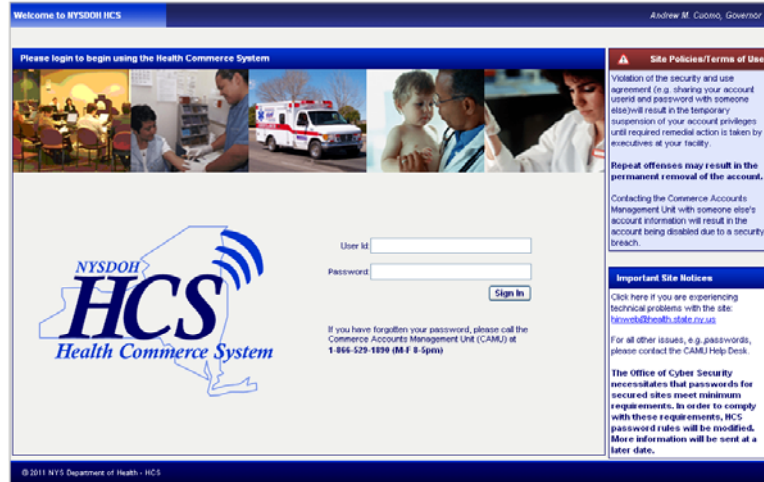 Welcome to NYSDOH HCS
Andrew M. Cuomo, Governor
Please login to begin using the Health Commerce System
NYSDOH
HCS
Health Commerce System
User Id:
Password:
Sign In
If you have forgotten your password, please call the
Commerce Accounts Management Unit (CAMU) at
1-866-529-1890 (M-F 8-5pm)
Site Policies/Terms of Use
Violation of the security and use
agreement (e.g. sharing your account
userid and password with someone
else)will result in the temporary
suspension of your account privileges
until required remedial action is taken by
executives at your facility.
Repeat offenses may result in the
permanent removal of the account.
Contacting the Commerce Accounts
Management Unit with someone else's
account information will result in the
account being disabled due to a security
breach.
Important Site Notices
Click here if you are experiencing
technical problems with the site:
hinweb@health.state.ny.us
For all other issues, e.g.,passwords,
please contact the CAMU Help Desk.
The Office of Cyber Security
necessitates that passwords for
secured sites meet minimum
requirements. In order to comply
with these requirements, HCS
password rules will be modified.
More information will be sent at a
later date.
© 2011 NYS Department of Health - HCS